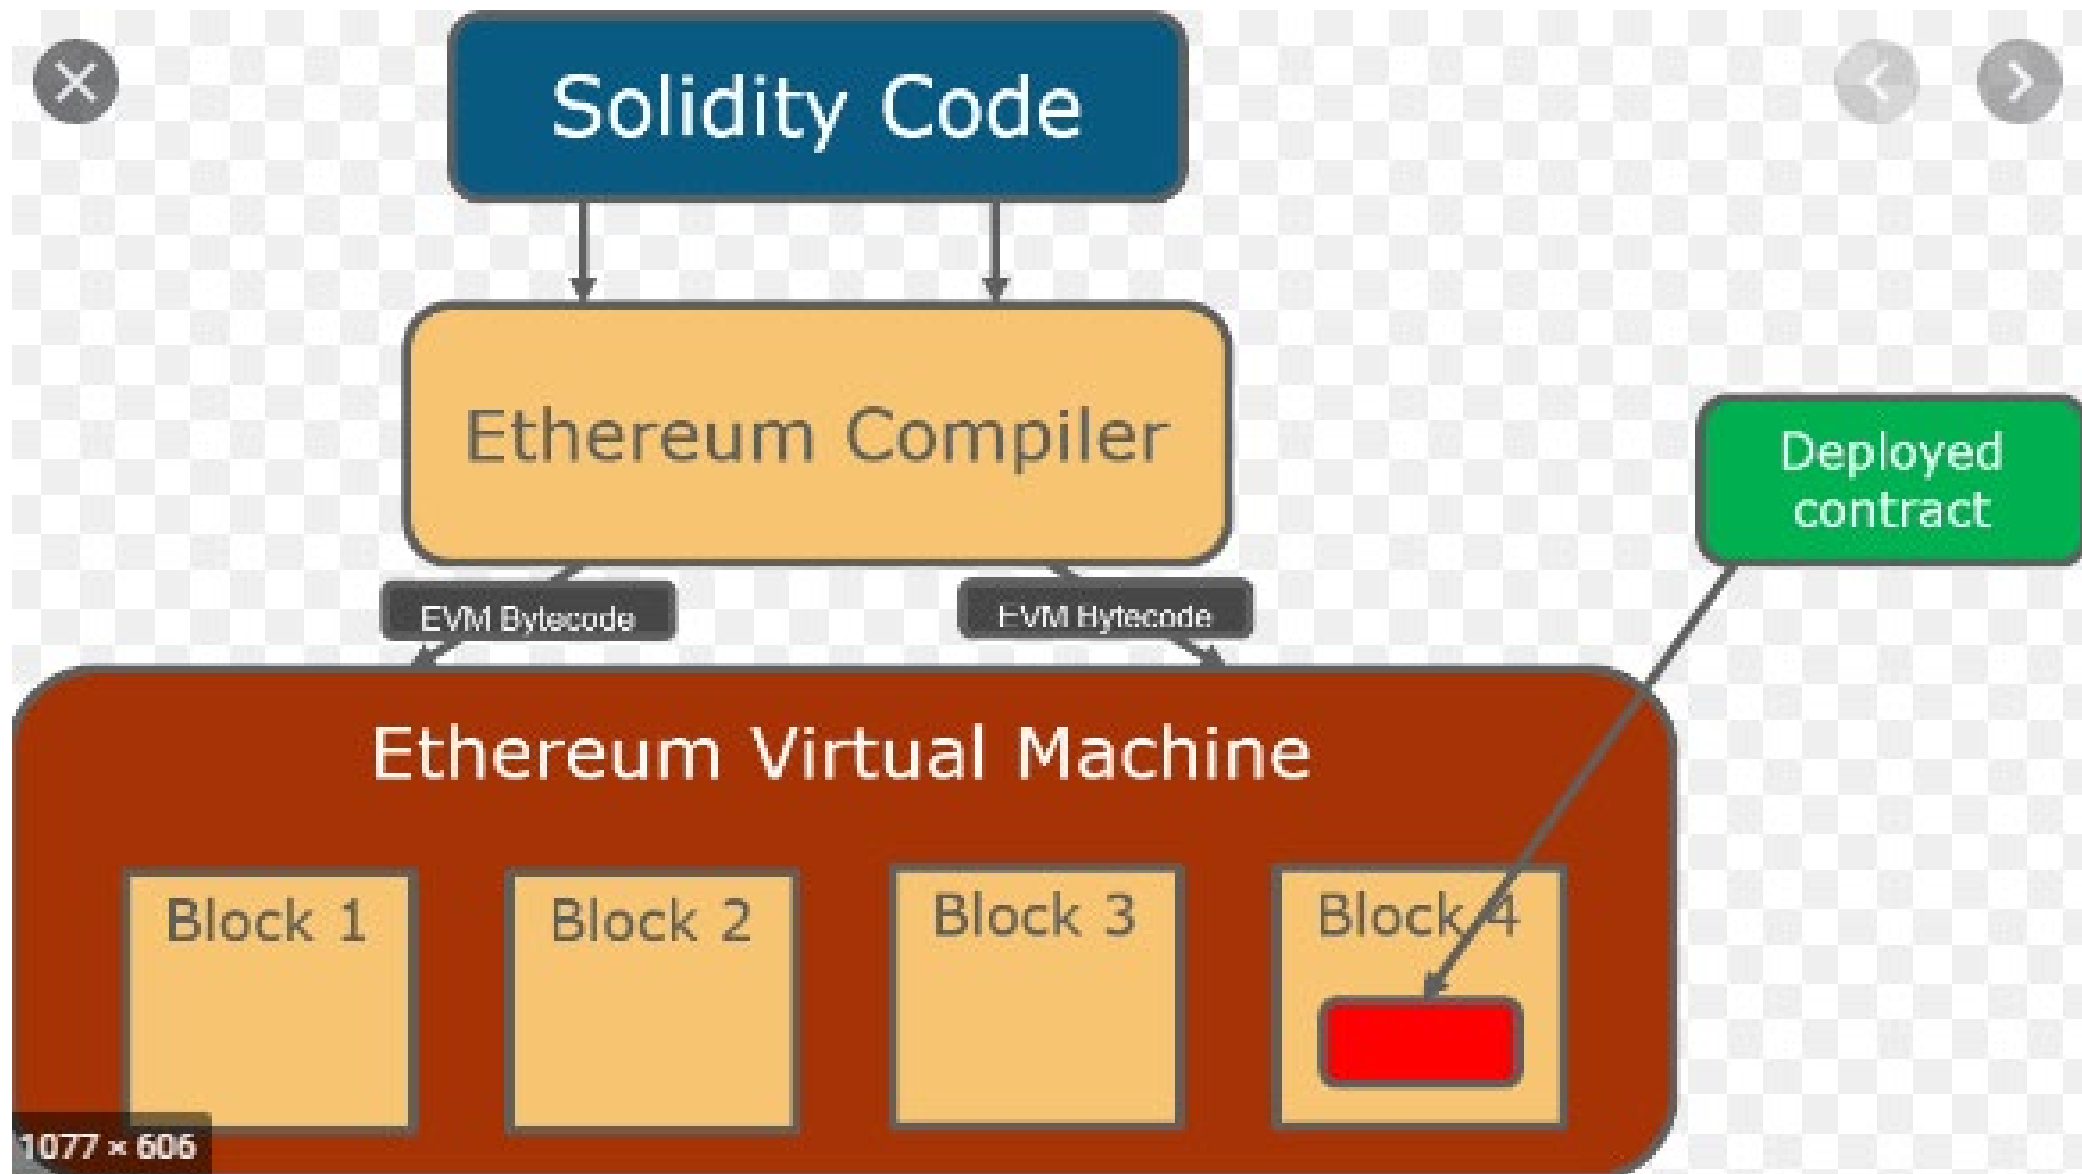 Solidity Code
Ethereum Compiler
Deployed
contract
EVM Bytecode
EVM Bytecode
Ethereum Virtual Machine
Block 1
Block 2
Block 3
Block 4
1077 × 606